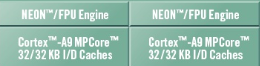 NEON™/FPU Engine NEON™/FPU Engine
Cortex™-A9 MPCore™ Cortex™-A9 MPCore™
32/32 KB I/D Caches 32/32 KB I/D Caches